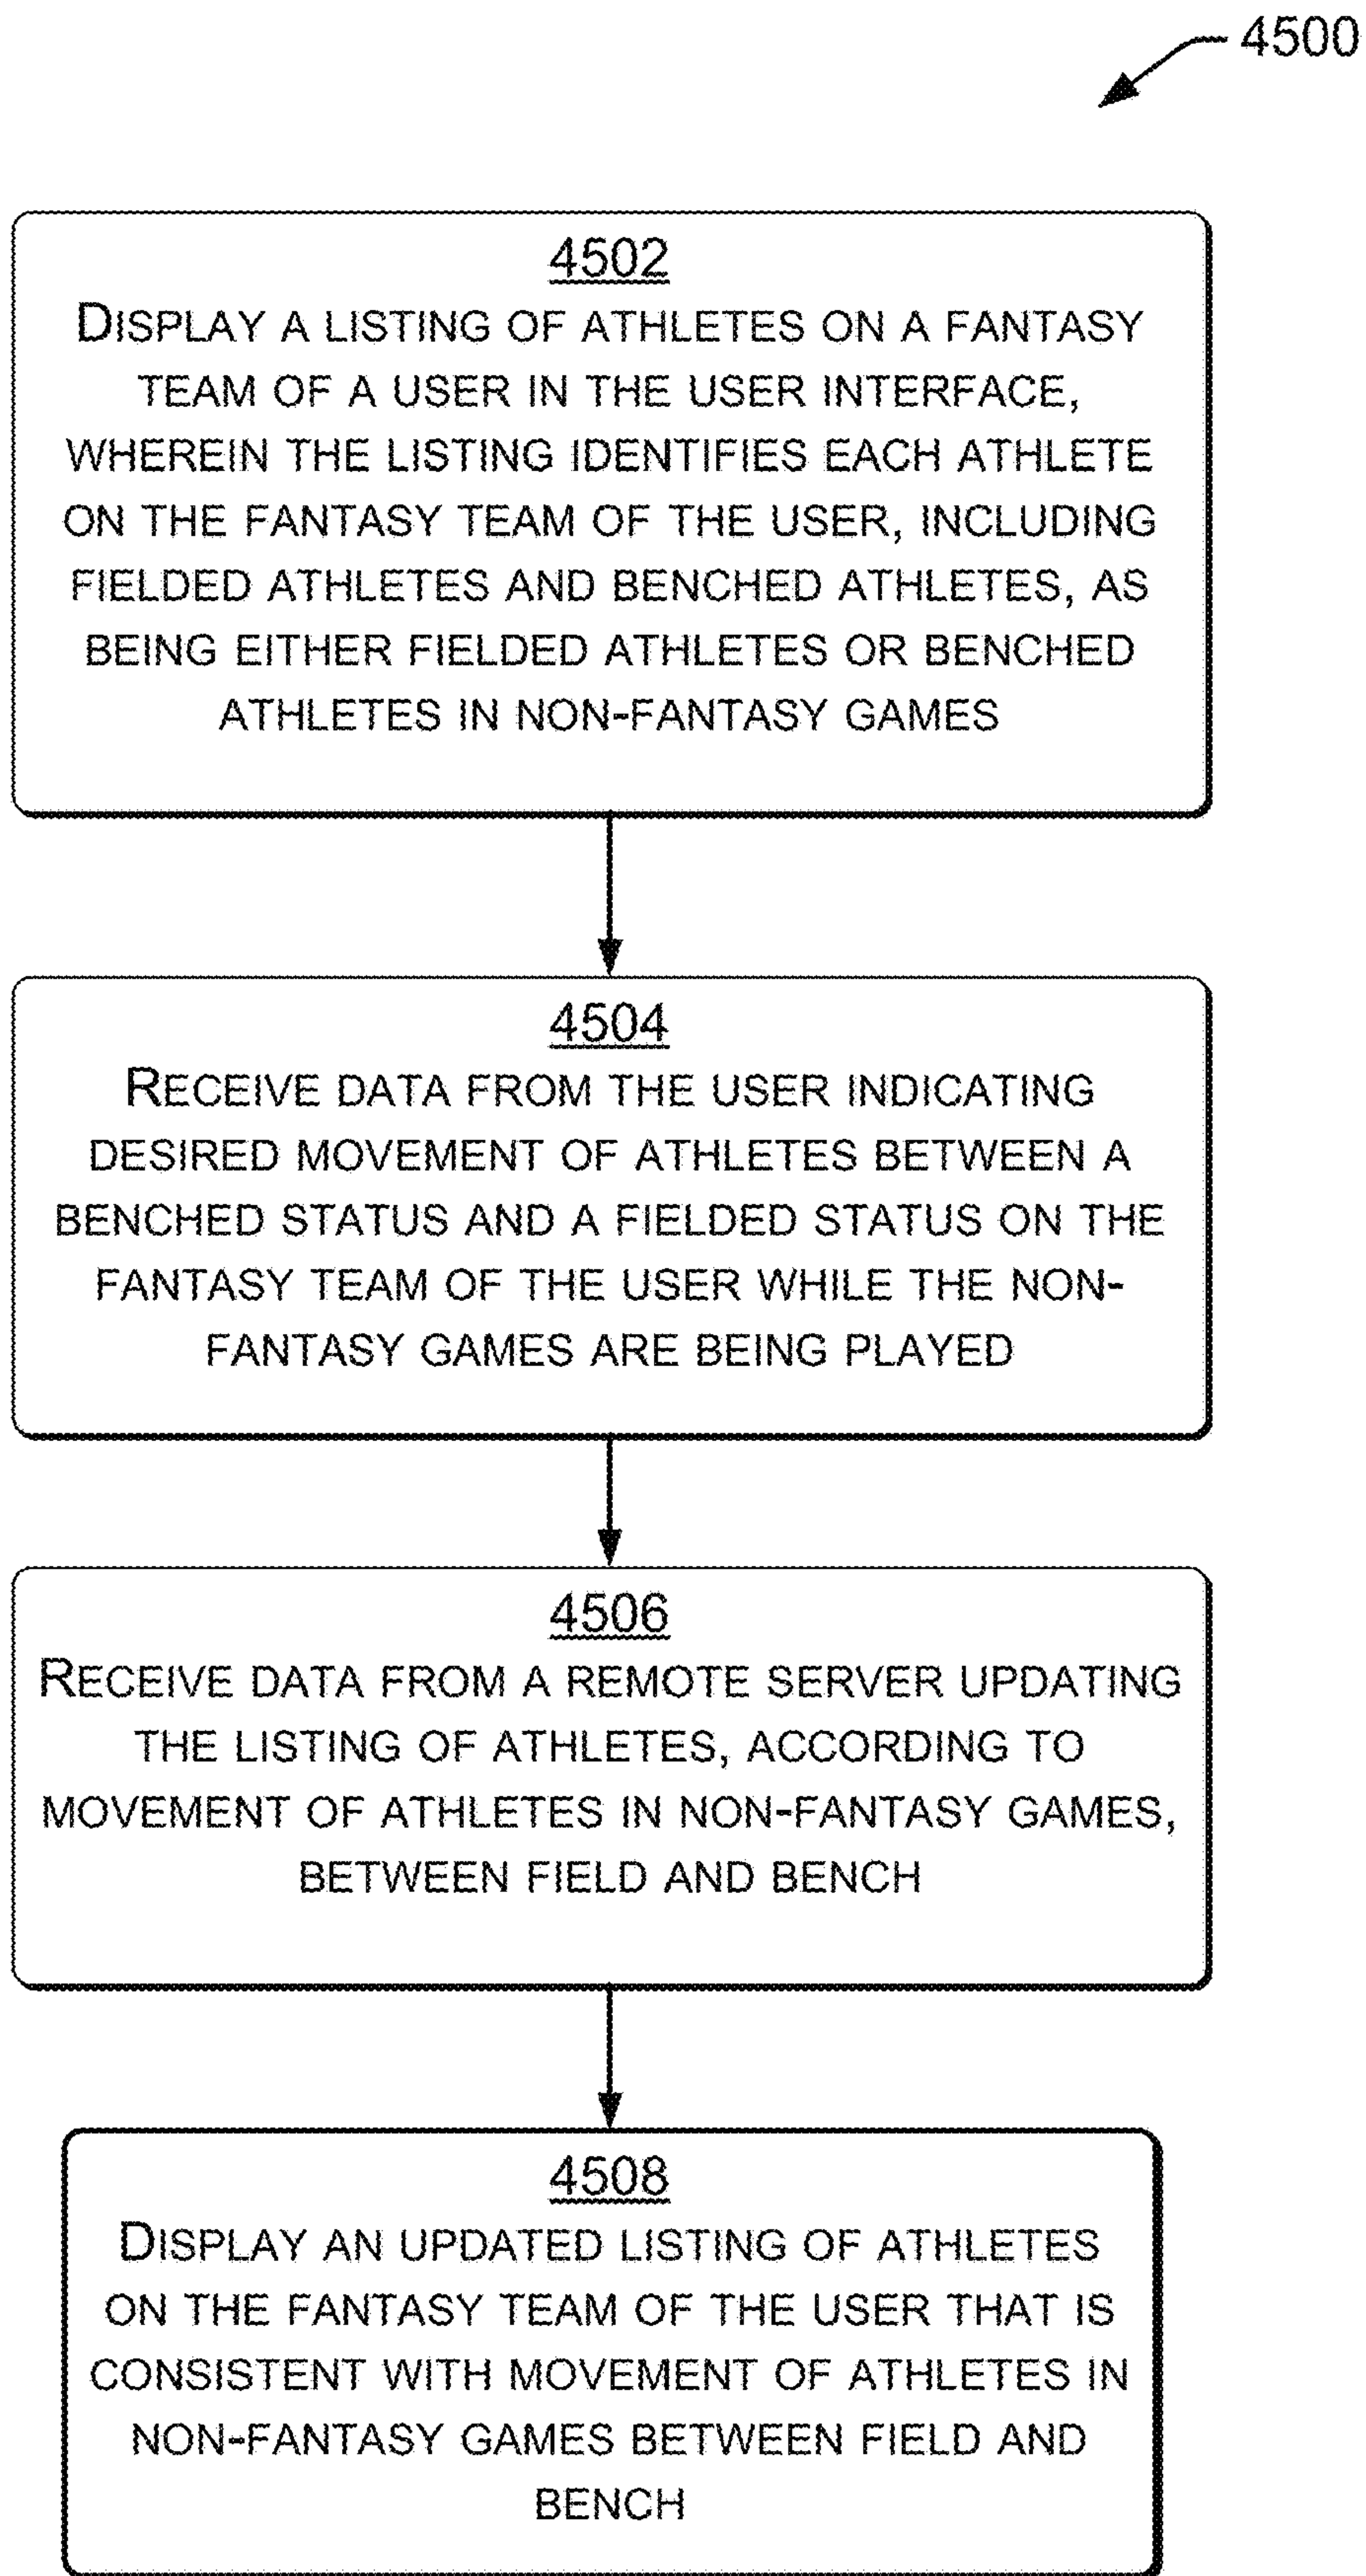 4500
4502
DISPLAY A LISTING OF ATHLETES ON A FANTASY
TEAM OF A USER IN THE USER INTERFACE,
WHEREIN THE LISTING IDENTIFIES EACH ATHLETE
ON THE FANTASY TEAM OF THE USER, INCLUDING
FIELDED ATHLETES AND BENCHED ATHLETES, AS
BEING EITHER FIELDED ATHLETES OR BENCHED
ATHLETES IN NON-FANTASY GAMES
4504
RECEIVE DATA FROM THE USER INDICATING
DESIRED MOVEMENT OF ATHLETES BETWEEN A
BENCHED STATUS AND A FIELDED STATUS ON THE
FANTASY TEAM OF THE USER WHILE THE NON-
FANTASY GAMES ARE BEING PLAYED
4506
RECEIVE DATA FROM A REMOTE SERVER UPDATING
THE LISTING OF ATHLETES, ACCORDING TO
MOVEMENT OF ATHLETES IN NON-FANTASY GAMES,
BETWEEN FIELD AND BENCH
4508
DISPLAY AN UPDATED LISTING OF ATHLETES
ON THE FANTASY TEAM OF THE USER THAT IS
CONSISTENT WITH MOVEMENT OF ATHLETES IN
NON-FANTASY GAMES BETWEEN FIELD AND
BENCH